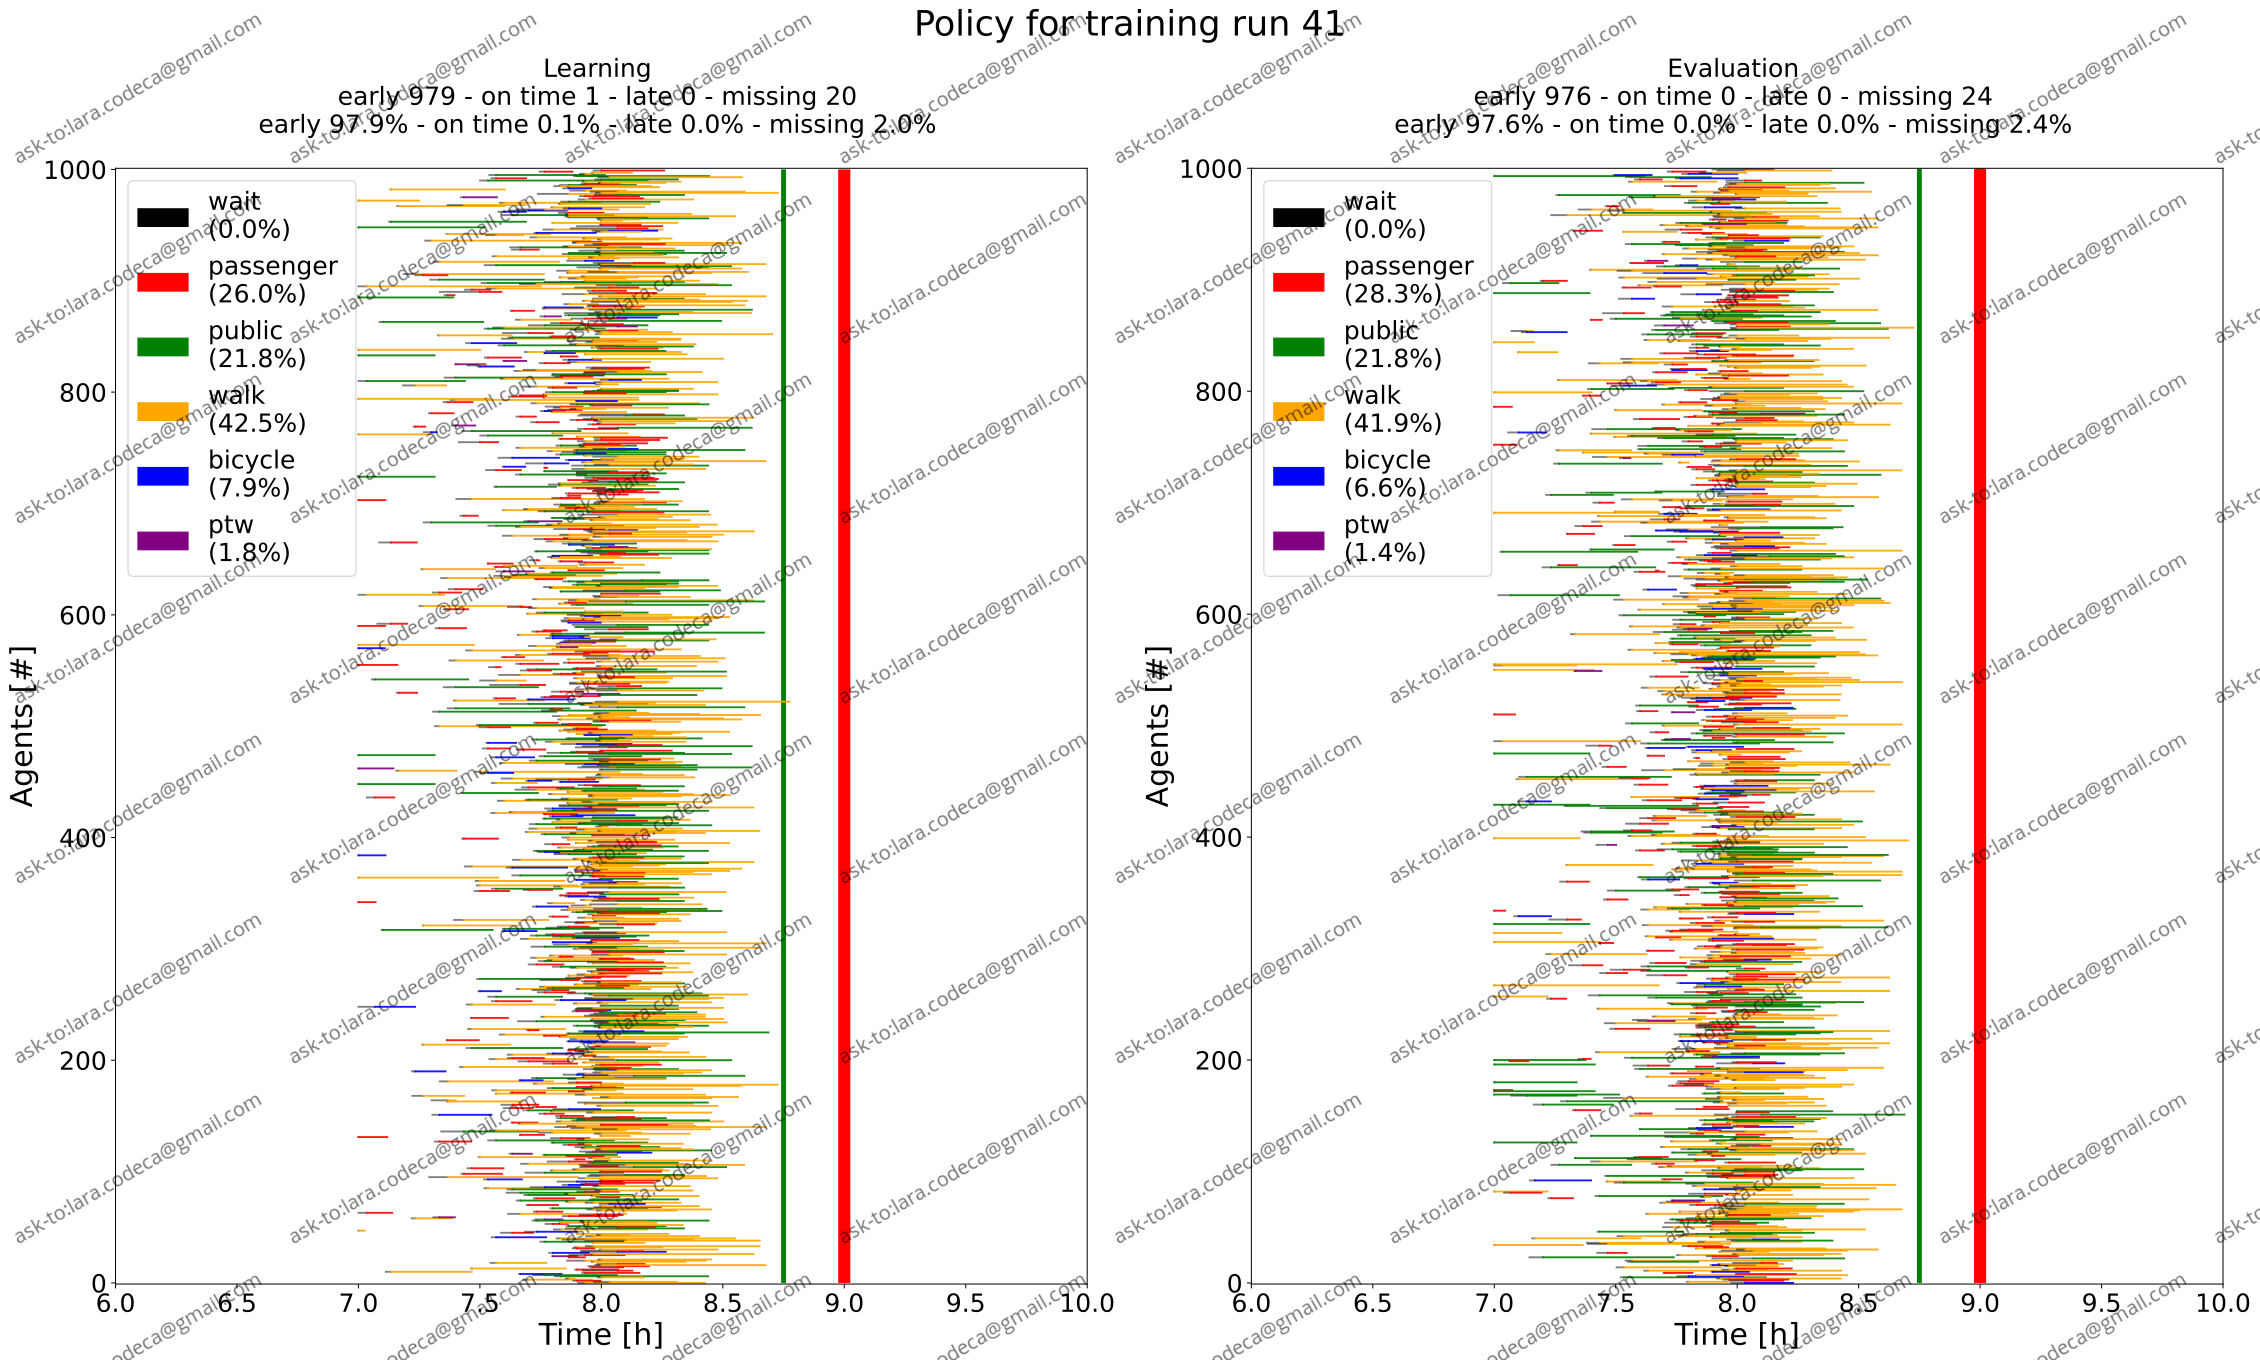 Policy for training run 41
Learning
early 979 - on time 1 - late 0 - missing 20
early 97.9% - on time 0.1% - late 0.0% - missing 2.0%
Agents [#]
1000
800
600
400
200
0
wait
(0.0%)
passenger
(26.0%)
public
(21.8%)
walk
(42.5%)
bicycle
(7.9%)
ptw
(1.8%)
6.0 6.5 7.0 7.5 8.0 8.5 9.0 9.5 10.0
Time [h]
Evaluation
early 976 - on time 0 - late 0 - missing 24
early 97.6% - on time 0.0% - late 0.0% - missing 2.4%
Agents [#]
1000
800
600
400
200
0
wait
(0.0%)
passenger
(28.3%)
public
(21.8%)
walk
(41.9%)
bicycle
(6.6%)
ptw
(1.4%)
6.0 6.5 7.0 7.5 8.0 8.5 9.0 9.5 10.0
Time [h]
ask-to:lara.codeca@gmail.com